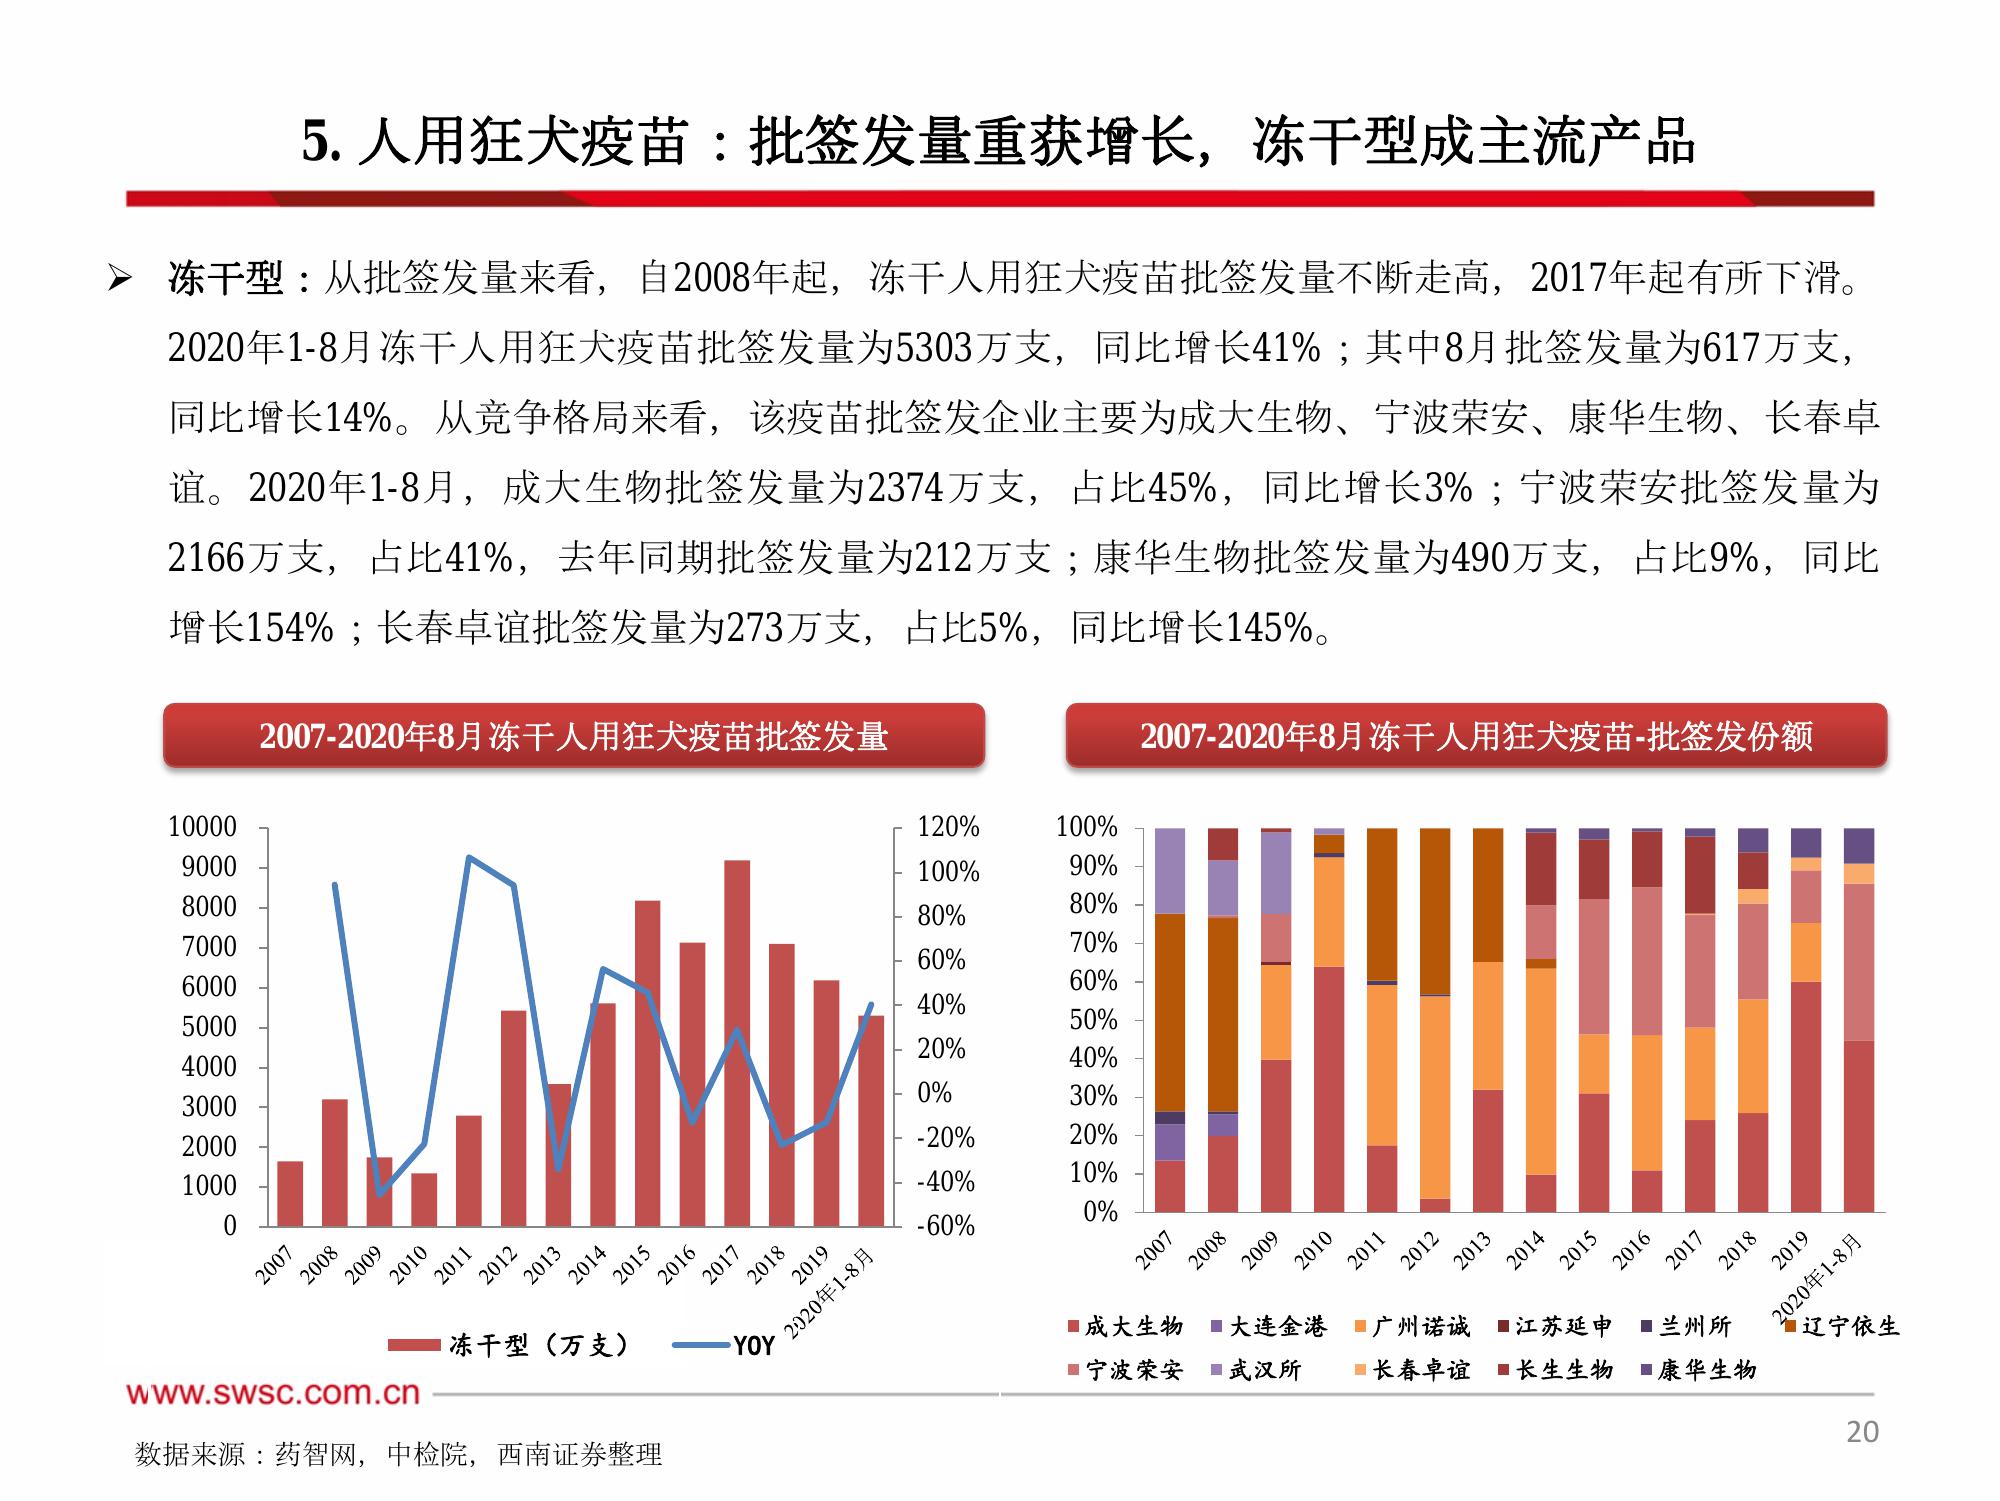 5. 人用狂犬疫苗：批签发量重获增长，冻干型成主流产品
➢ 冻干型：从批签发量来看，自2008年起，冻干人用狂犬疫苗批签发量不断走高，2017年起有所下滑。
2020年1-8月冻干人用狂犬疫苗批签发量为5303万支，同比增长41%；其中8月批签发量为617万支，
同比增长14%。从竞争格局来看，该疫苗批签发企业主要为成大生物、宁波荣安、康华生物、长春卓
谊。2020年1-8月，成大生物批签发量为2374万支，占比45%，同比增长3%；宁波荣安批签发量为
2166万支，占比41%，去年同期批签发量为212万支；康华生物批签发量为490万支，占比9%，同比
增长154%；长春卓谊批签发量为273万支，占比5%，同比增长145%。
2007-2020年8月冻干人用狂犬疫苗批签发量
10000
9000
8000
7000
6000
5000
4000
3000
2000
1000
0
120%
100%
80%
60%
40%
20%
0%
-20%
-40%
-60%
2007 2008 2009 2010 2011 2012 2013 2014 2015 2016 2017 2018 2019 2020年1-8月
冻干型（万支） YOY
2007-2020年8月冻干人用狂犬疫苗-批签发份额
100%
90%
80%
70%
60%
50%
40%
30%
20%
10%
0%
2007 2008 2009 2010 2011 2012 2013 2014 2015 2016 2017 2018 2019 2020年1-8月
成大生物 大连金港 广州诺诚 江苏延申 兰州所 辽宁依生
宁波荣安 武汉所 长春卓谊 长生生物 康华生物
www.swsc.com.cn
20
数据来源：药智网，中检院，西南证券整理